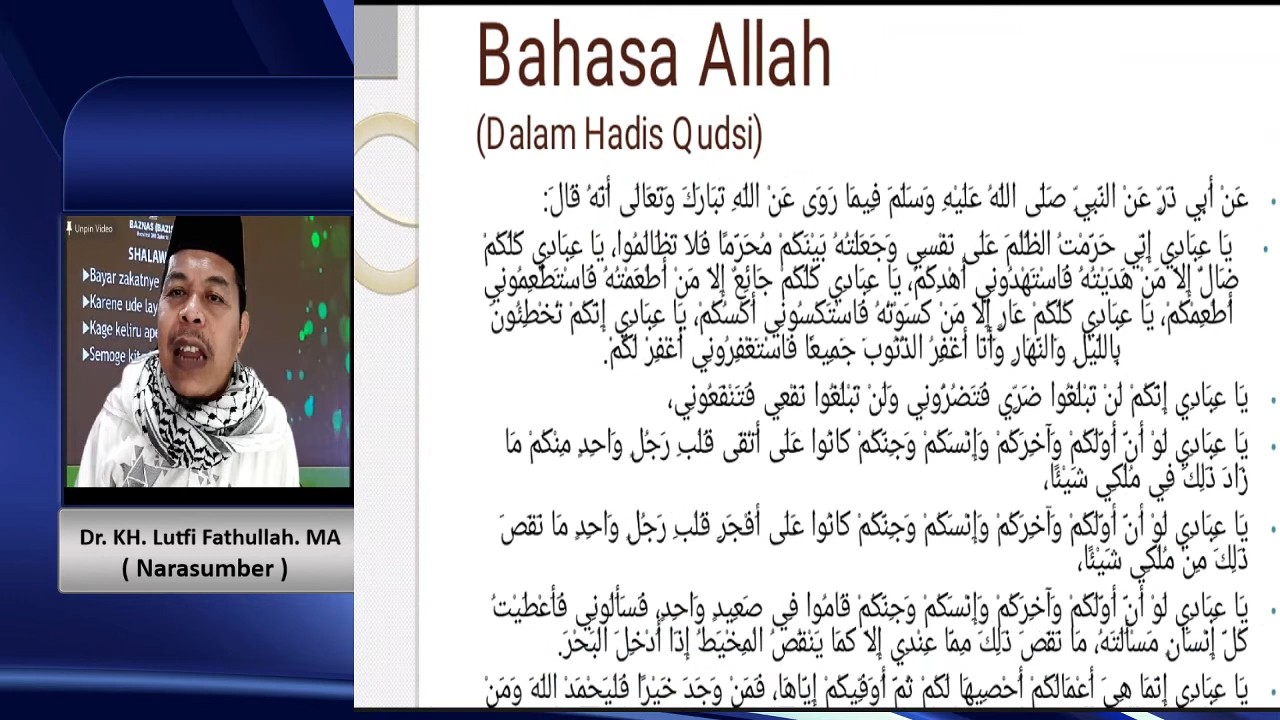 Bahasa Allah
(Dalam Hadis Qudsi)
عَنْ أَبِي ذَرٍّ عَنْ النَّبِيِّ صَلَّى اللهُ عَلَيْهِ وَسَلَّمَ فِيمَا رَوَى عَنْ اللهِ تَبَارَكَ وَتَعَالَى أَنَّهُ قَالَ:
يَا عِبَادِي إِنِّي حَرَّمْتُ الظُّلْمَ عَلَى نَفْسِي وَجَعَلْتُهُ بَيْنَكُمْ مُحَرَّمًا فَلَا تَظَالَمُوا، يَا عِبَادِي كُلُّكُمْ
ضَالٌّ إِلَّا مَنْ هَدَيْتُهُ فَاسْتَهْدُونِي أَهْدِكُمْ، يَا عِبَادِي كُلُّكُمْ جَائِعٌ إِلَّا مَنْ أَطْعَمْتُهُ فَاسْتَطْعِمُونِي
أُطْعِمْكُمْ، يَا عِبَادِي كُلُّكُمْ عَارٍ إِلَّا مَنْ كَسَوْتُهُ فَاسْتَكْسُونِي أَكْسُكُمْ، يَا عِبَادِي إِنَّكُمْ تُخْطِئُونَ
بِاللَّيْلِ وَالنَّهَارِ وَأَنَا أَغْفِرُ الذُّنُوبَ جَمِيعًا فَاسْتَغْفِرُونِي أَغْفِرْ لَكُمْ.
يَا عِبَادِي إِنَّكُمْ لَنْ تَبْلُغُوا ضَرِّي فَتَضُرُّونِي وَلَنْ تَبْلُغُوا نَفْعِي فَتَنْفَعُونِي،
يَا عِبَادِي لَوْ أَنَّ أَوَّلَكُمْ وَآخِرَكُمْ وَإِنْسَكُمْ وَجِنَّكُمْ كَانُوا عَلَى أَتْقَى قَلْبِ رَجُلٍ وَاحِدٍ مِنْكُمْ مَا
زَادَ ذَلِكَ فِي مُلْكِي شَيْئًا،
يَا عِبَادِي لَوْ أَنَّ أَوَّلَكُمْ وَآخِرَكُمْ وَإِنْسَكُمْ وَجِنَّكُمْ كَانُوا عَلَى أَفْجَرِ قَلْبِ رَجُلٍ وَاحِدٍ مَا نَقَصَ
ذَلِكَ مِنْ مُلْكِي شَيْئًا،
يَا عِبَادِي لَوْ أَنَّ أَوَّلَكُمْ وَآخِرَكُمْ وَإِنْسَكُمْ وَجِنَّكُمْ قَامُوا فِي صَعِيدٍ وَاحِدٍ، فَسَأَلُونِي فَأَعْطَيْتُ
كُلَّ إِنْسَانٍ مَسْأَلَتَهُ، مَا نَقَصَ ذَلِكَ مِمَّا عِنْدِي إِلَّا كَمَا يَنْقُصُ الْمِخْيَطُ إِذَا أُدْخِلَ الْبَحْرَ.
يَا عِبَادِي إِنَّمَا هِيَ أَعْمَالُكُمْ أُحْصِيهَا لَكُمْ ثُمَّ أُوَفِّيكُمْ إِيَّاهَا، فَمَنْ وَجَدَ خَيْرًا فَلْيَحْمَدْ اللهَ وَمَنْ
Unpin Video
BAZNAS (BAZIS)
SHALAW
Bayar zakatnye
Karene ude lay
Kage keliru ape
Semoge
Dr. KH. Lutfi Fathullah. MA
( Narasumber )